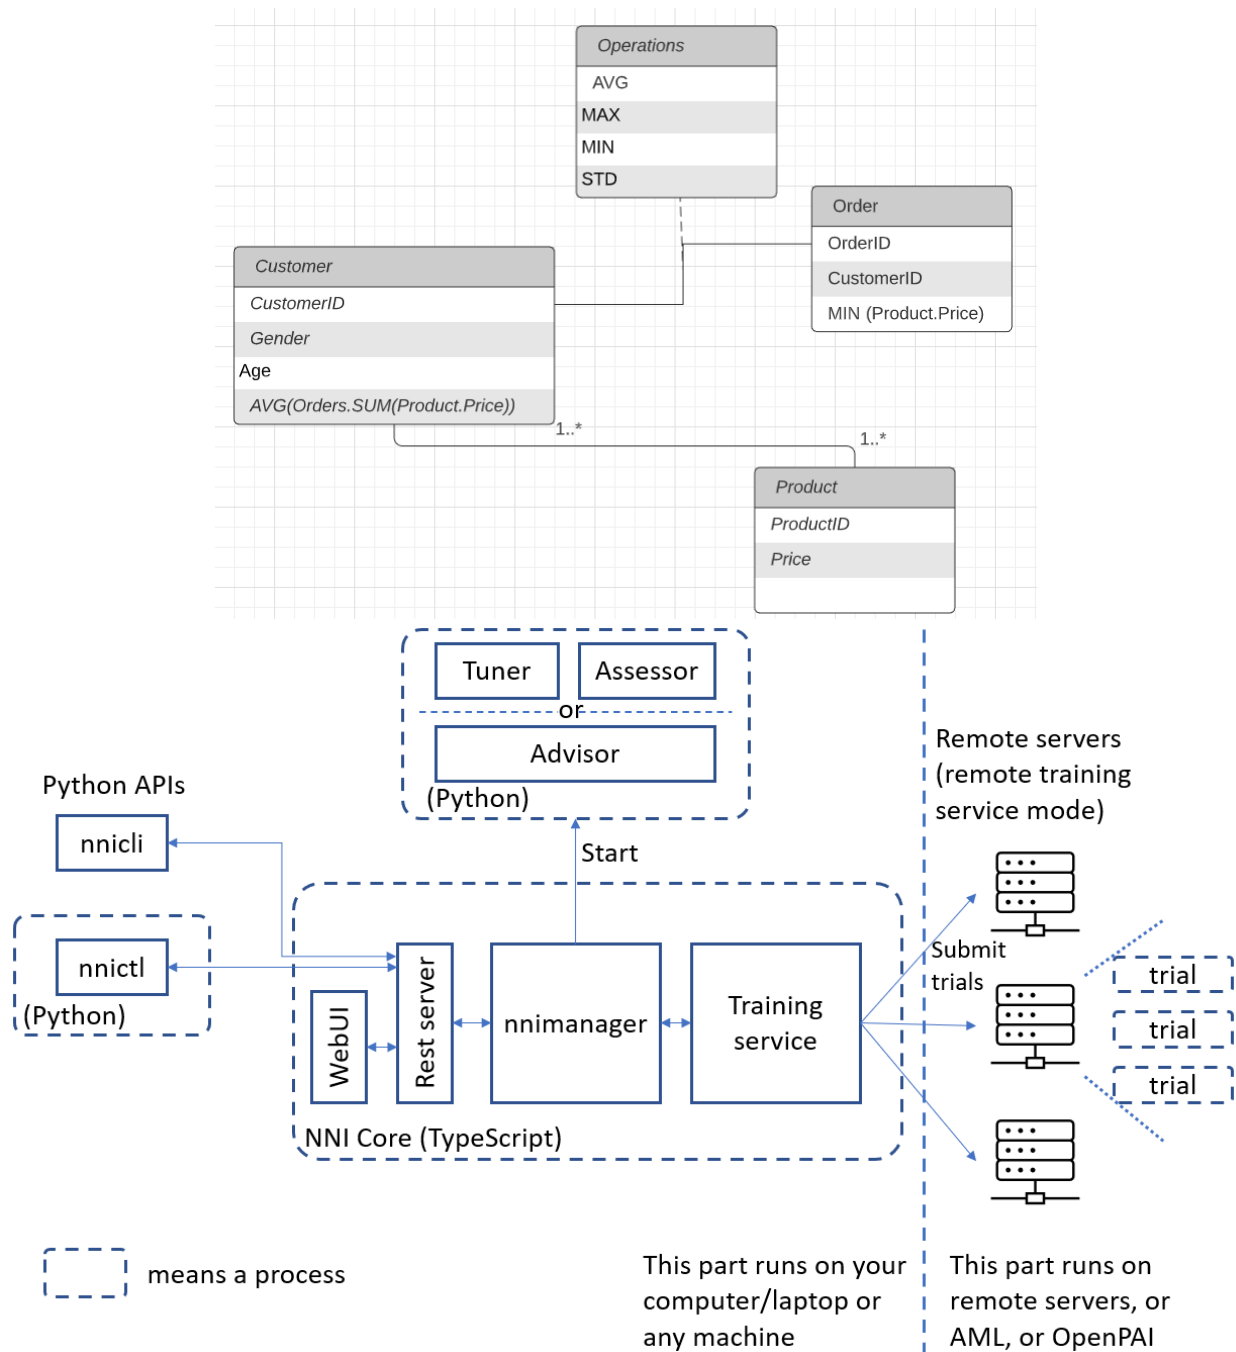 Operations
AVG
MAX
MIN
STD
Order
OrderID
CustomerID
MIN (Product.Price)
Customer
CustomerID
Gender
Age
AVG(Orders.SUM(Product.Price))
1..*
1..*
Product
ProductID
Price
Tuner
Assessor
or
Advisor
(Python)
Start
Python APIs
nnicli
nnictl
(Python)
WebUI
Rest server
nnimanager
Training
service
NNI Core (TypeScript)
Remote servers
(remote training
service mode)
Submit
trials
trial
trial
trial
means a process
This part runs on your
computer/laptop or
any machine
This part runs on
remote servers, or
AML, or OpenPAI